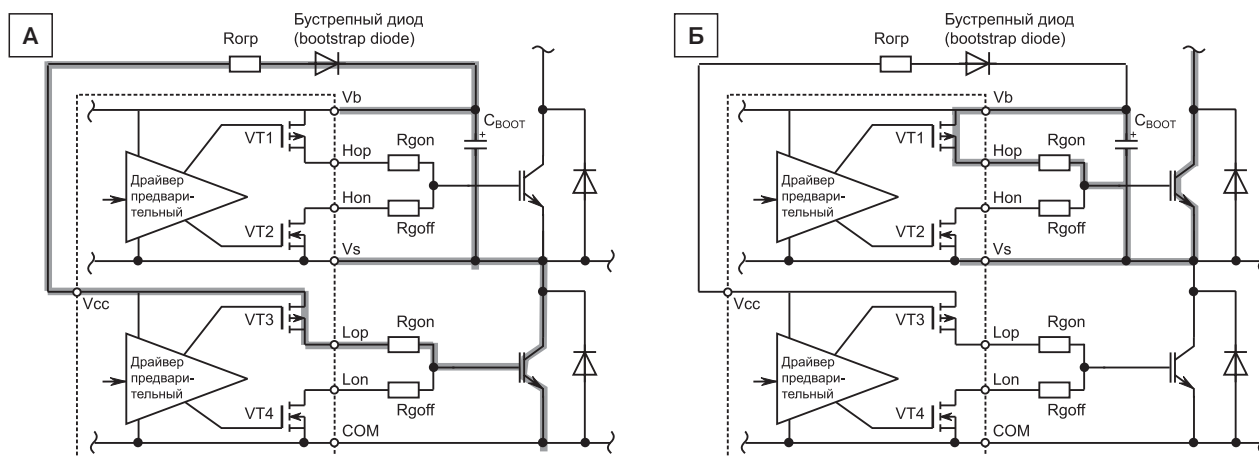 А
Бустрепный диод
(bootstrap diode)
Rогр
Vb
CBOOT
+
VT1
Hop
Rgon
Драйвер
предвари-
тельный
Hon
VT2
Rgoff
Vs
Vcc
VT3
Lop
Rgon
Драйвер
предвари-
тельный
Lon
VT4
Rgoff
COM
Б
Бустрепный диод
(bootstrap diode)
Rогр
Vb
CBOOT
+
VT1
Hop
Rgon
Драйвер
предвари-
тельный
Hon
VT2
Rgoff
Vs
Vcc
VT3
Lop
Rgon
Драйвер
предвари-
тельный
Lon
VT4
Rgoff
COM